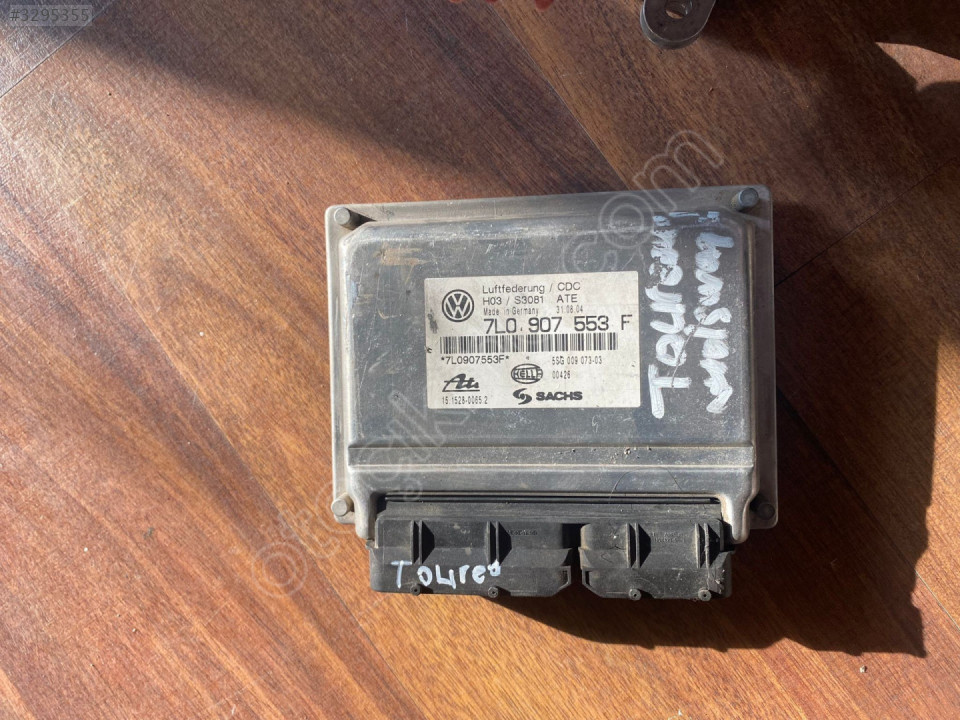 #3295355
Luftfederung / CDC
H03 / S3081 ATE
Made in Germany 31.08.04
7L0.907 553 F
*7L0907553F* 5SG 009 073-03
HELLA 00426
Ate
SACHS
15.1528-0065.2
Touareg
Toureg